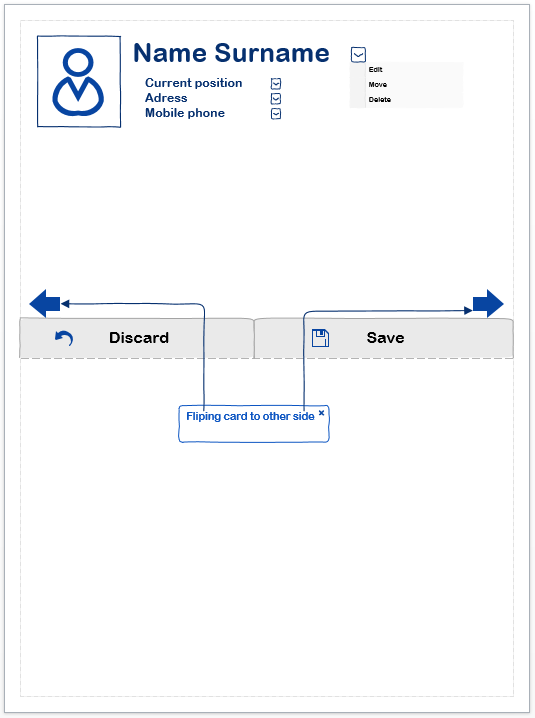 Name Surname
Edit
Current position
Move
Adress
Delete
Mobile phone
Discard
Save
Fliping card to other side